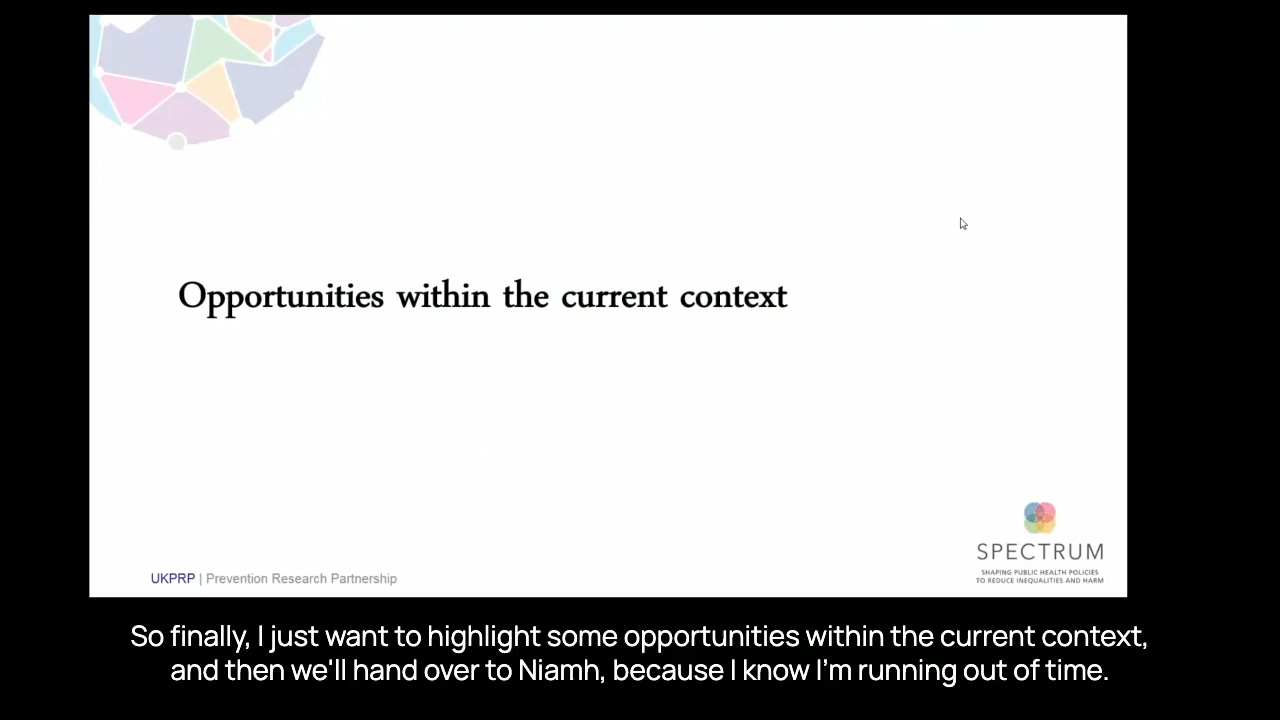 Opportunities within the current context
SPECTRUM
SHAPING PUBLIC HEALTH POLICIES
TO REDUCE INEQUALITIES AND HARM
UKPRP | Prevention Research Partnership
So finally, I just want to highlight some opportunities within the current context,
and then we'll hand over to Niamh, because I know I'm running out of time.